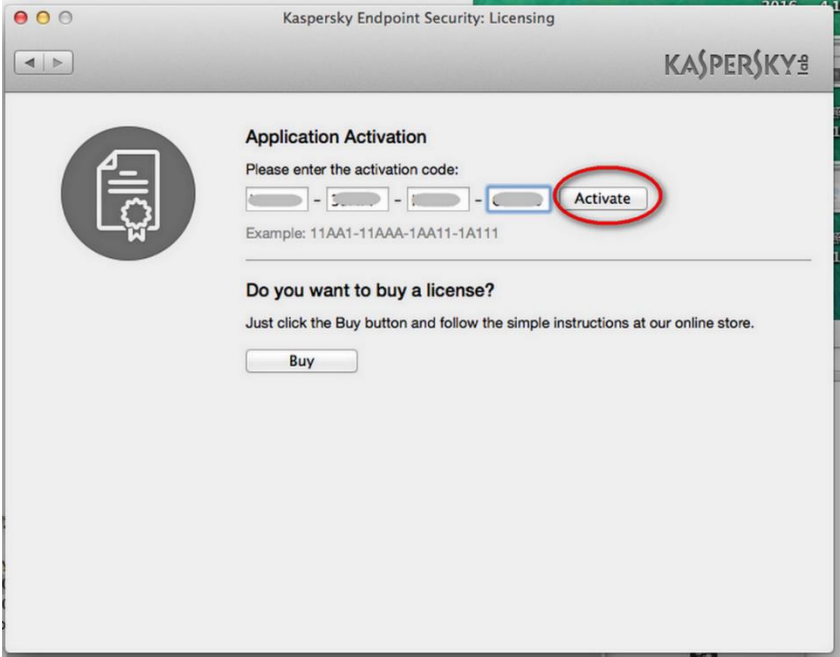 2016
Kaspersky Endpoint Security: Licensing
KASPERSKY lab
Application Activation
Please enter the activation code:
- - - Activate
Example: 11AA1-11AAA-1AA11-1A111
Do you want to buy a license?
Just click the Buy button and follow the simple instructions at our online store.
Buy